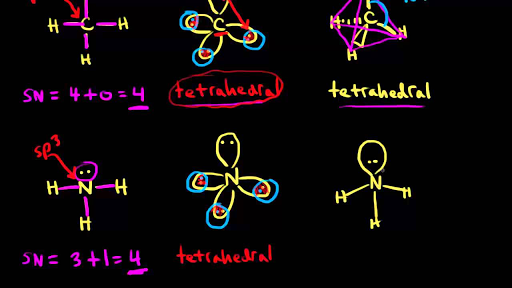 H C H
C
C
H
H
H
H
SN = 4+0=4
tetrahedral
tetrahedral
sp3
H N H
H
N
N
H
H
H
SN = 3+1=4
tetrahedral